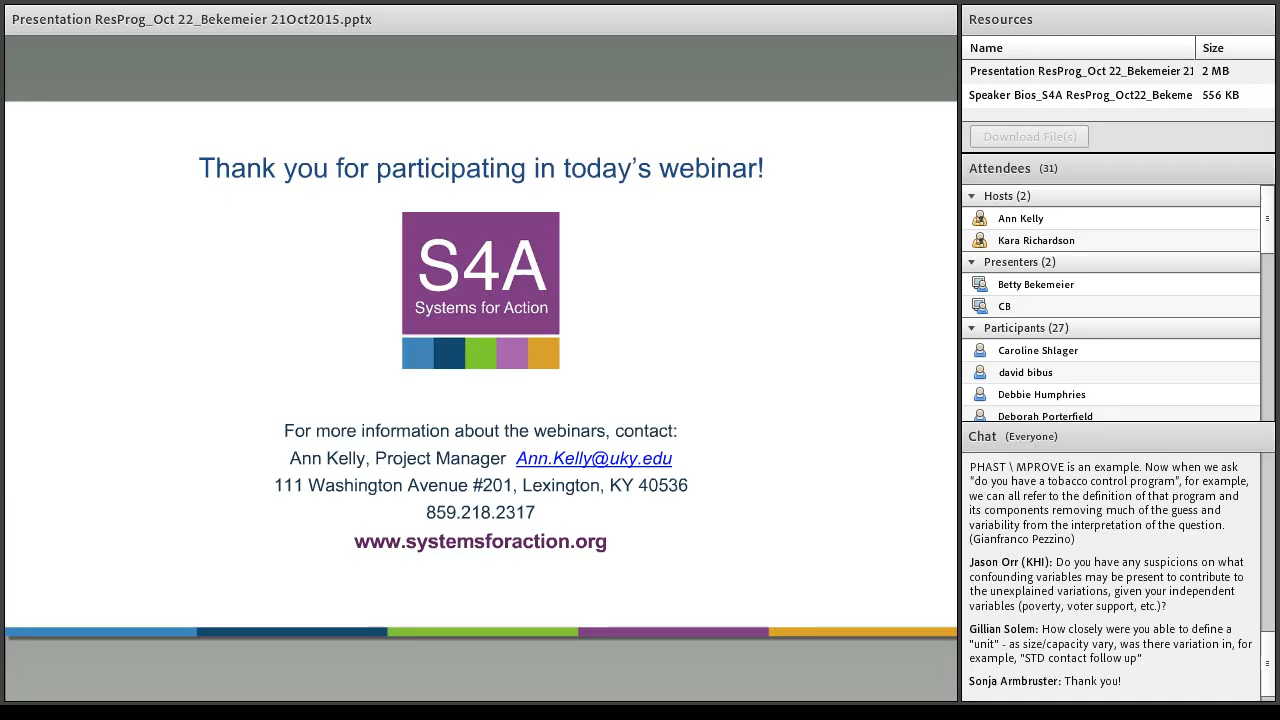 Presentation ResProg_Oct 22_Bekemeier 21Oct2015.pptx
Thank you for participating in today's webinar!
S4A
Systems for Action
For more information about the webinars, contact:
Ann Kelly, Project Manager Ann.Kelly@uky.edu
111 Washington Avenue #201, Lexington, KY 40536
859.218.2317
www.systemsforaction.org
Resources
Name Size
Presentation ResProg_Oct 22_Bekemeier 21 2 MB
Speaker Bios_S4A ResProg_Oct22_Bekeme 556 KB
Download File(s)
Attendees (31)
Hosts (2)
Ann Kelly
Kara Richardson
Presenters (2)
Betty Bekemeier
CB
Participants (27)
Caroline Shlager
david bibus
Debbie Humphries
Deborah Porterfield
Chat (Everyone)
PHAST \ MPROVE is an example. Now when we ask
"do you have a tobacco control program", for example,
we can all refer to the definition of that program and
its components removing much of the guess and
variability from the interpretation of the question.
(Gianfranco Pezzino)
Jason Orr (KHI): Do you have any suspicions on what
confounding variables may be present to contribute to
the unexplained variations, given your independent
variables (poverty, voter support, etc.)?
Gillian Solem: How closely were you able to define a
"unit" - as size/capacity vary, was there variation in, for
example, "STD contact follow up"
Sonja Armbruster: Thank you!